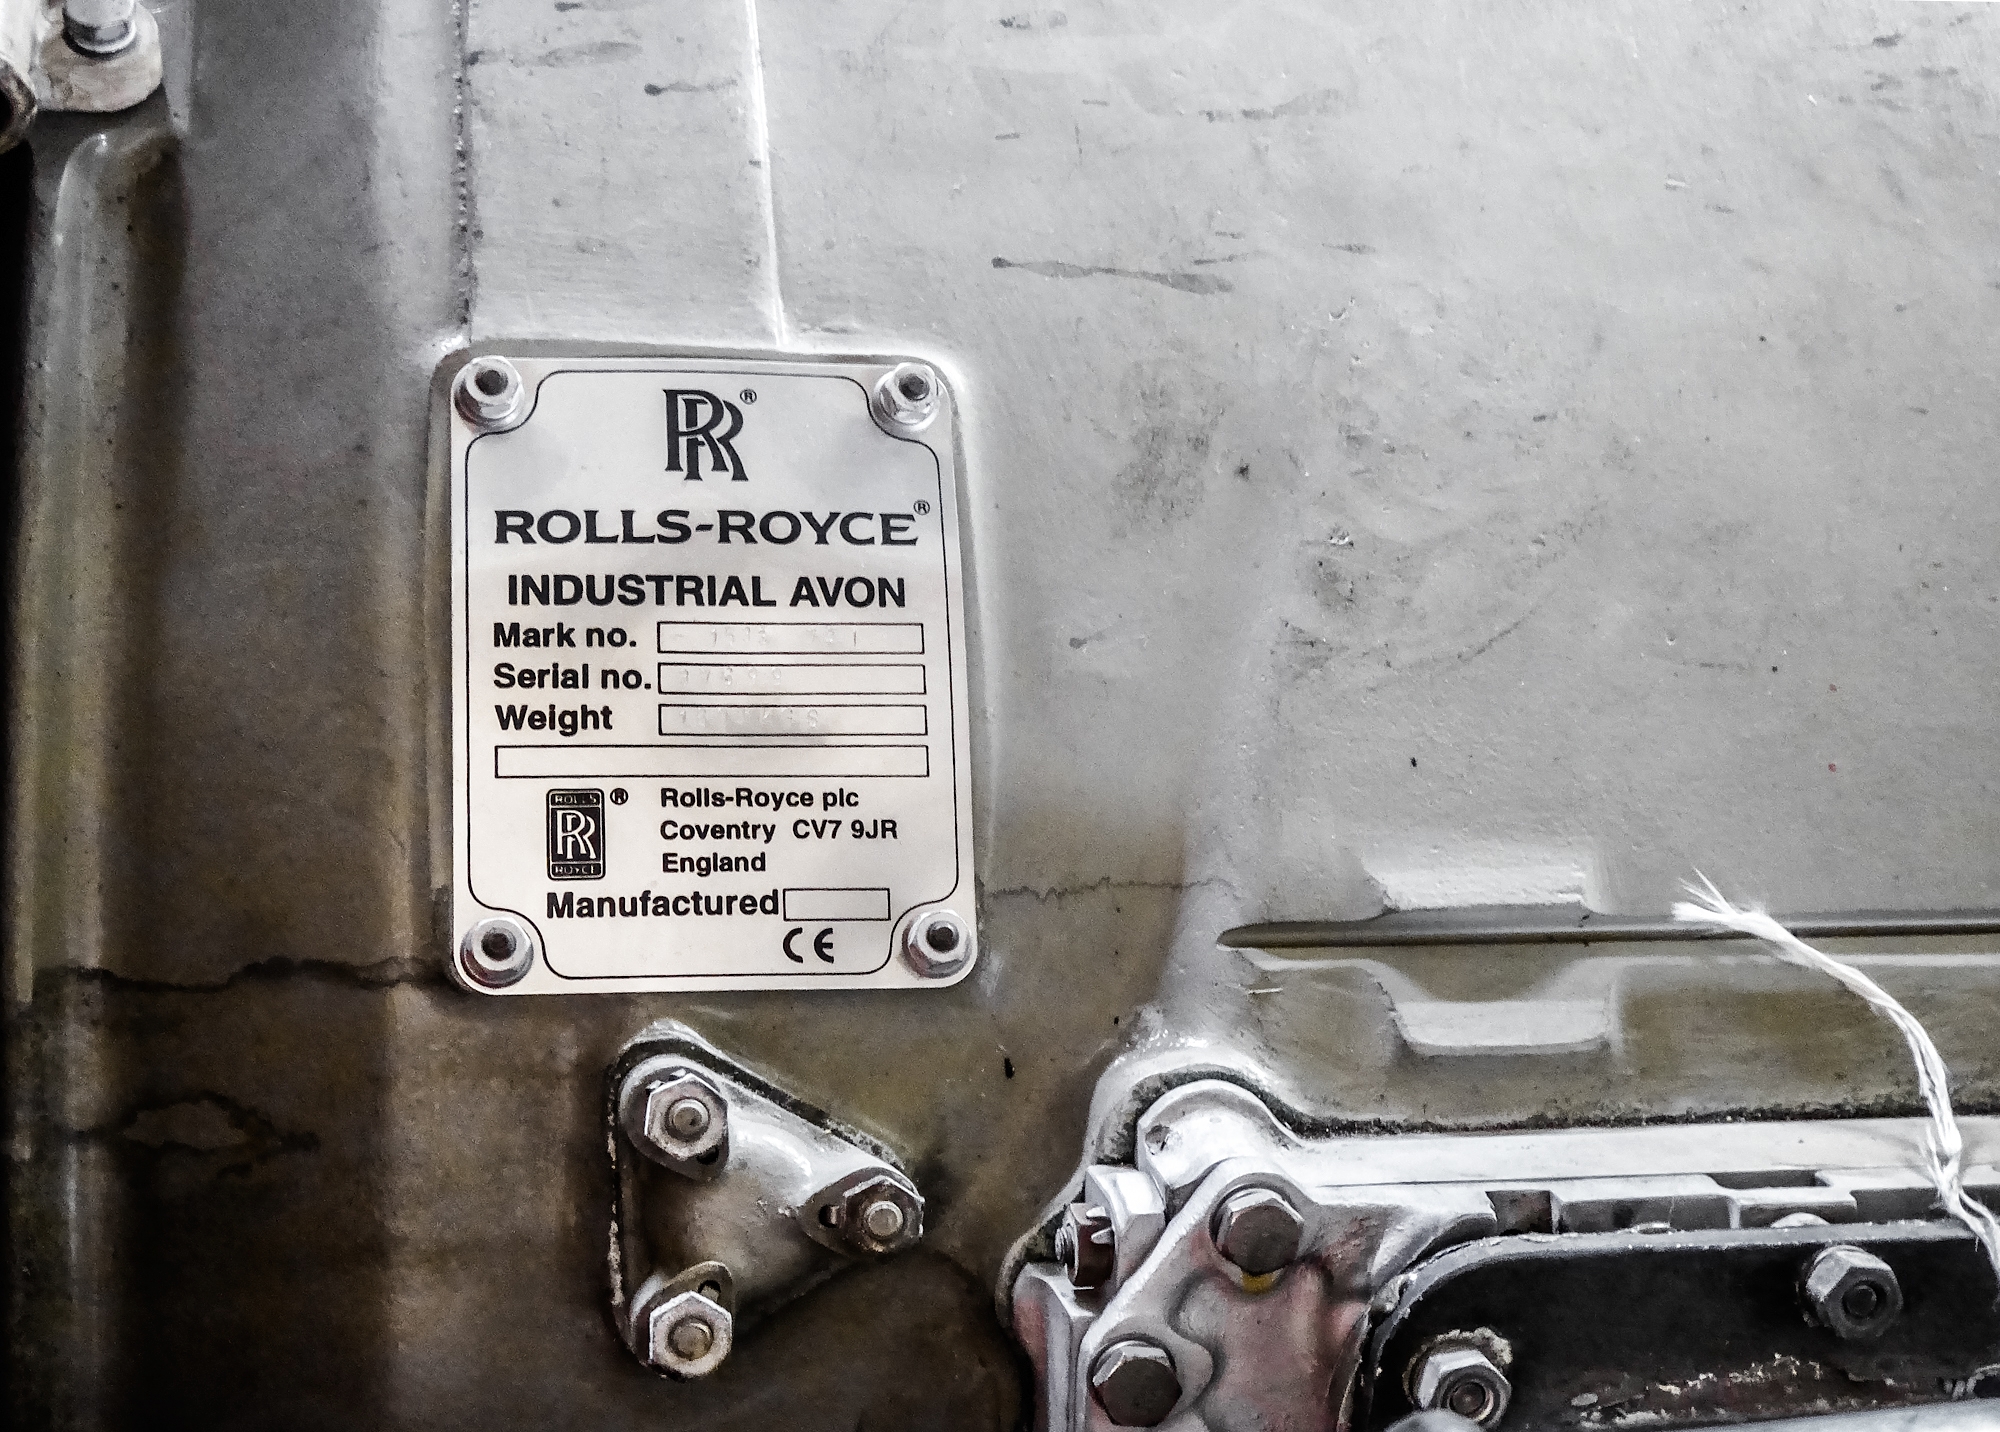 RR®
ROLLS-ROYCE®
INDUSTRIAL AVON
Mark no.
Serial no.
Weight
ROLLS
RR ®
ROYCE
Rolls-Royce plc
Coventry CV7 9JR
England
Manufactured
CE